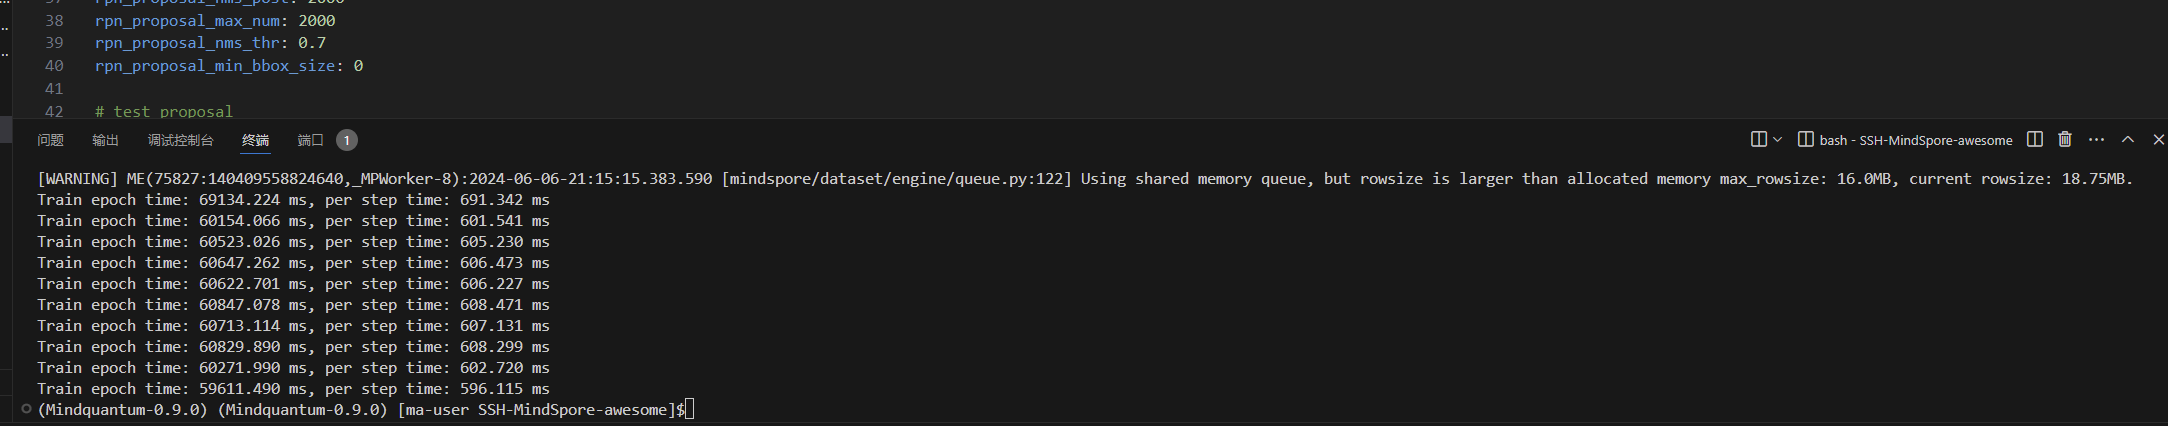 37 rpn_proposal_nms_post: 2000
38 rpn_proposal_max_num: 2000
39 rpn_proposal_nms_thr: 0.7
40 rpn_proposal_min_bbox_size: 0
41
42 # test proposal
问题 输出 调试控制台 终端 端口 1 bash - SSH-MindSpore-awesome
[WARNING] ME(75827:140409558824640,_MPWorker-8):2024-06-06-21:15:15.383.590 [mindspore/dataset/engine/queue.py:122] Using shared memory queue, but rowsize is larger than allocated memory max_rowsize: 16.0MB, current rowsize: 18.75MB.
Train epoch time: 69134.224 ms, per step time: 691.342 ms
Train epoch time: 60154.066 ms, per step time: 601.541 ms
Train epoch time: 60523.026 ms, per step time: 605.230 ms
Train epoch time: 60647.262 ms, per step time: 606.473 ms
Train epoch time: 60622.701 ms, per step time: 606.227 ms
Train epoch time: 60847.078 ms, per step time: 608.471 ms
Train epoch time: 60713.114 ms, per step time: 607.131 ms
Train epoch time: 60829.890 ms, per step time: 608.299 ms
Train epoch time: 60271.990 ms, per step time: 602.720 ms
Train epoch time: 59611.490 ms, per step time: 596.115 ms
(Mindquantum-0.9.0) (Mindquantum-0.9.0) [ma-user SSH-MindSpore-awesome]$